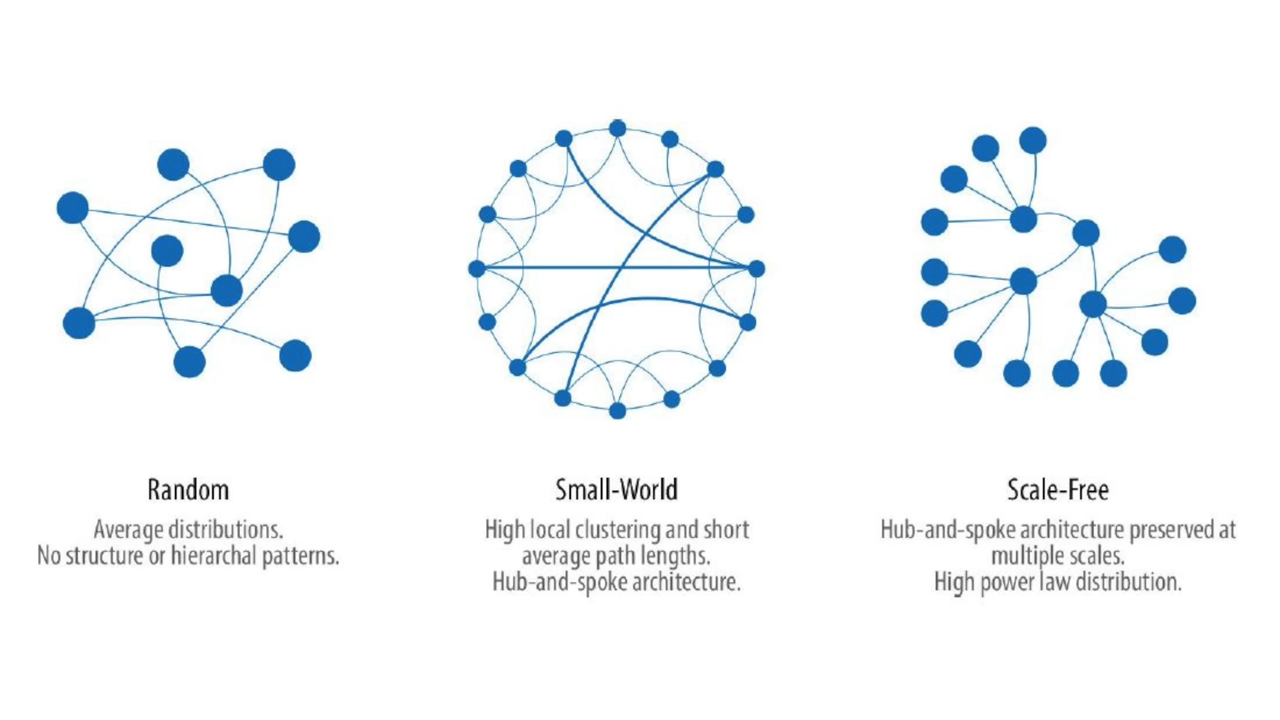 Random
Average distributions.
No structure or hierarchal patterns.
Small-World
High local clustering and short
average path lengths.
Hub-and-spoke architecture.
Scale-Free
Hub-and-spoke architecture preserved at
multiple scales.
High power law distribution.